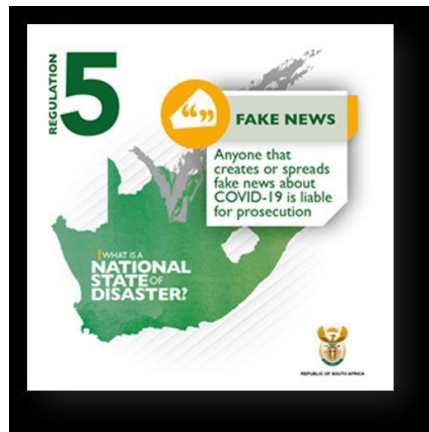 REGULATION
5
FAKE NEWS
Anyone that
creates or spreads
fake news about
COVID-19 is liable
for prosecution
WHAT IS A
NATIONAL
STATE OF
DISASTER?
REPUBLIC OF SOUTH AFRICA